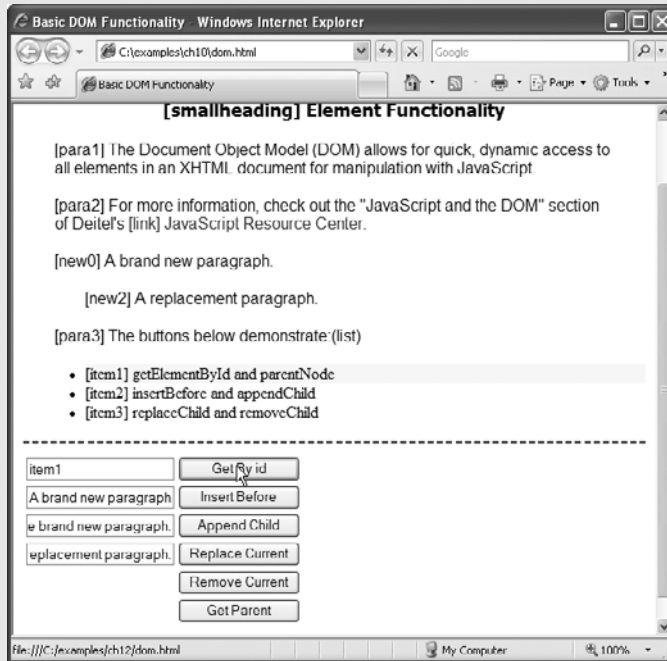 Basic DOM Functionality - Windows Internet Explorer
C:\examples\ch10\dom.html
Google
Basic DOM Functionality
Page
Tools
[smallheading] Element Functionality
[para1] The Document Object Model (DOM) allows for quick, dynamic access to
all elements in an XHTML document for manipulation with JavaScript.
[para2] For more information, check out the "JavaScript and the DOM" section
of Deitel's [link] JavaScript Resource Center.
[new0] A brand new paragraph.
[new2] A replacement paragraph.
[para3] The buttons below demonstrate:(list)
• [item1] getElementById and parentNode
• [item2] insertBefore and appendChild
• [item3] replaceChild and removeChild
item1 Get By id
A brand new paragraph Insert Before
e brand new paragraph. Append Child
eplacement paragraph. Replace Current
Remove Current
Get Parent
file:///C:/examples/ch12/dom.html My Computer 100%